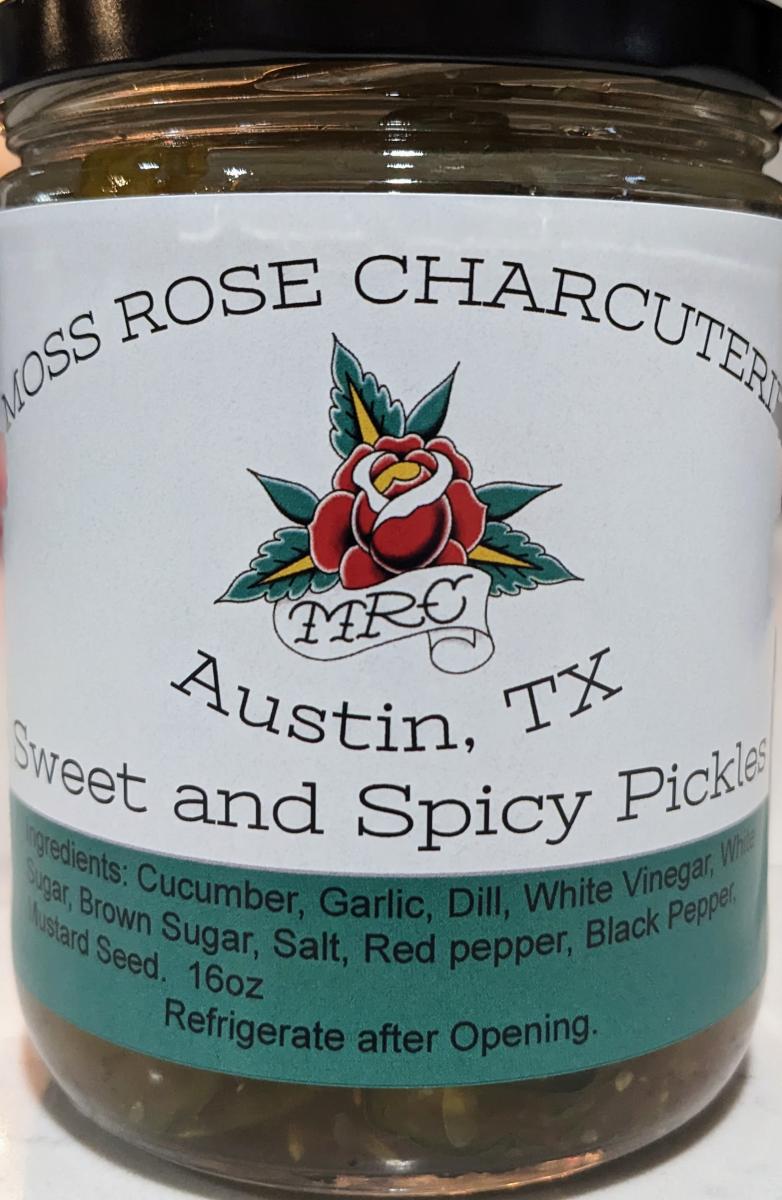 MOSS ROSE CHARCUTERI
MRC
Austin, TX
Sweet and Spicy Pickles
Ingredients: Cucumber, Garlic, Dill, White Vinegar, White
Sugar, Brown Sugar, Salt, Red pepper, Black Pepper,
Mustard Seed. 16oz
Refrigerate after Opening.